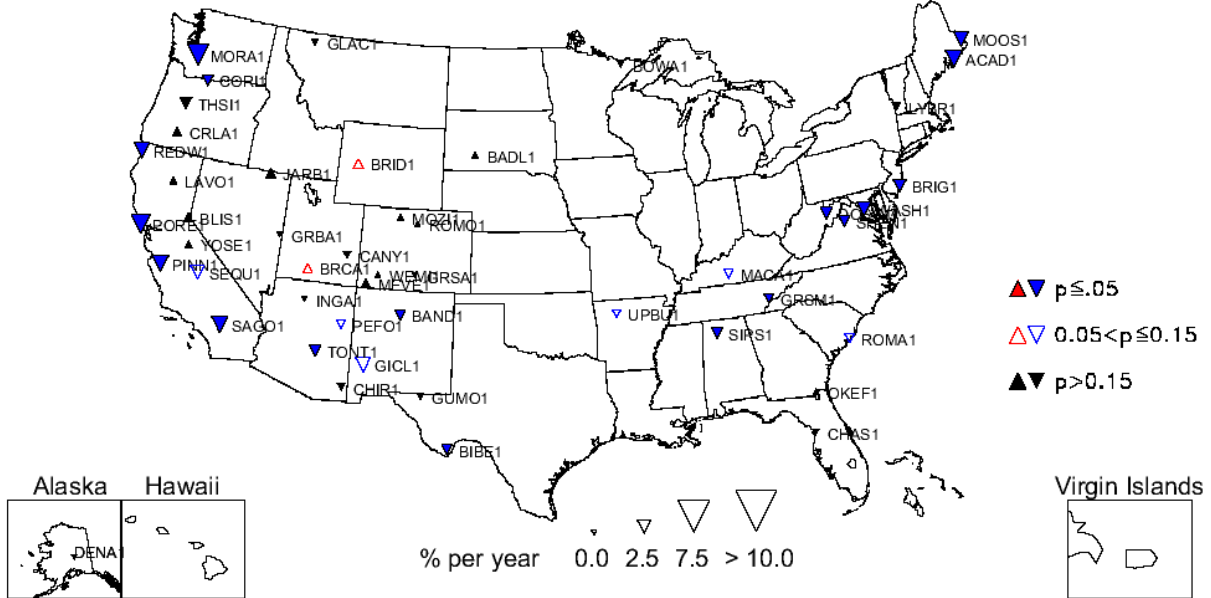 GLAC1
MOOS1
MORA1
ACAD1
BOWA1
CORI1
THSI1
LYBR1
CRLA1
REDW1
BADL1
BRID1
JARB1
LAVO1
BRIG1
MOZI1
BLIS1
PORE1
ROMO1
WASH1
GRBA1
YOSE1
CANY1
PINN1
SEQU1
BRCA1
WEMI1
GRSA1
MACA1
MEVE1
p≤.05
INGA1
GRSM1
SAGO1
PEFO1
BAND1
UPBU1
0.05<p≤0.15
SIPS1
ROMA1
TONT1
GICL1
p>0.15
CHIR1
GUMO1
OKEF1
CHAS1
BIBE1
Alaska
Hawaii
Virgin Islands
DENA1
% per year
0.0 2.5 7.5 > 10.0